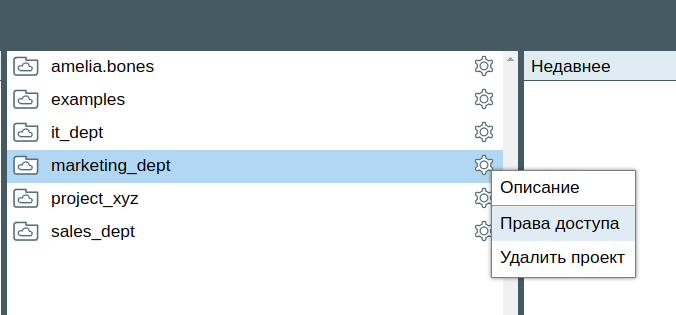 amelia.bones
Недавнее
examples
it_dept
marketing_dept
Описание
project_xyz
Права доступа
sales_dept
Удалить проект